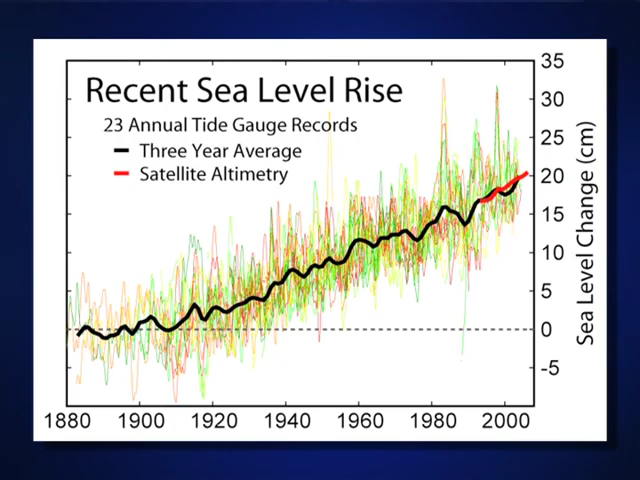 Recent Sea Level Rise
23 Annual Tide Gauge Records
Three Year Average
Satellite Altimetry
35
30
25
20
15
10
5
0
-5
Sea Level Change (cm)
1880 1900 1920 1940 1960 1980 2000